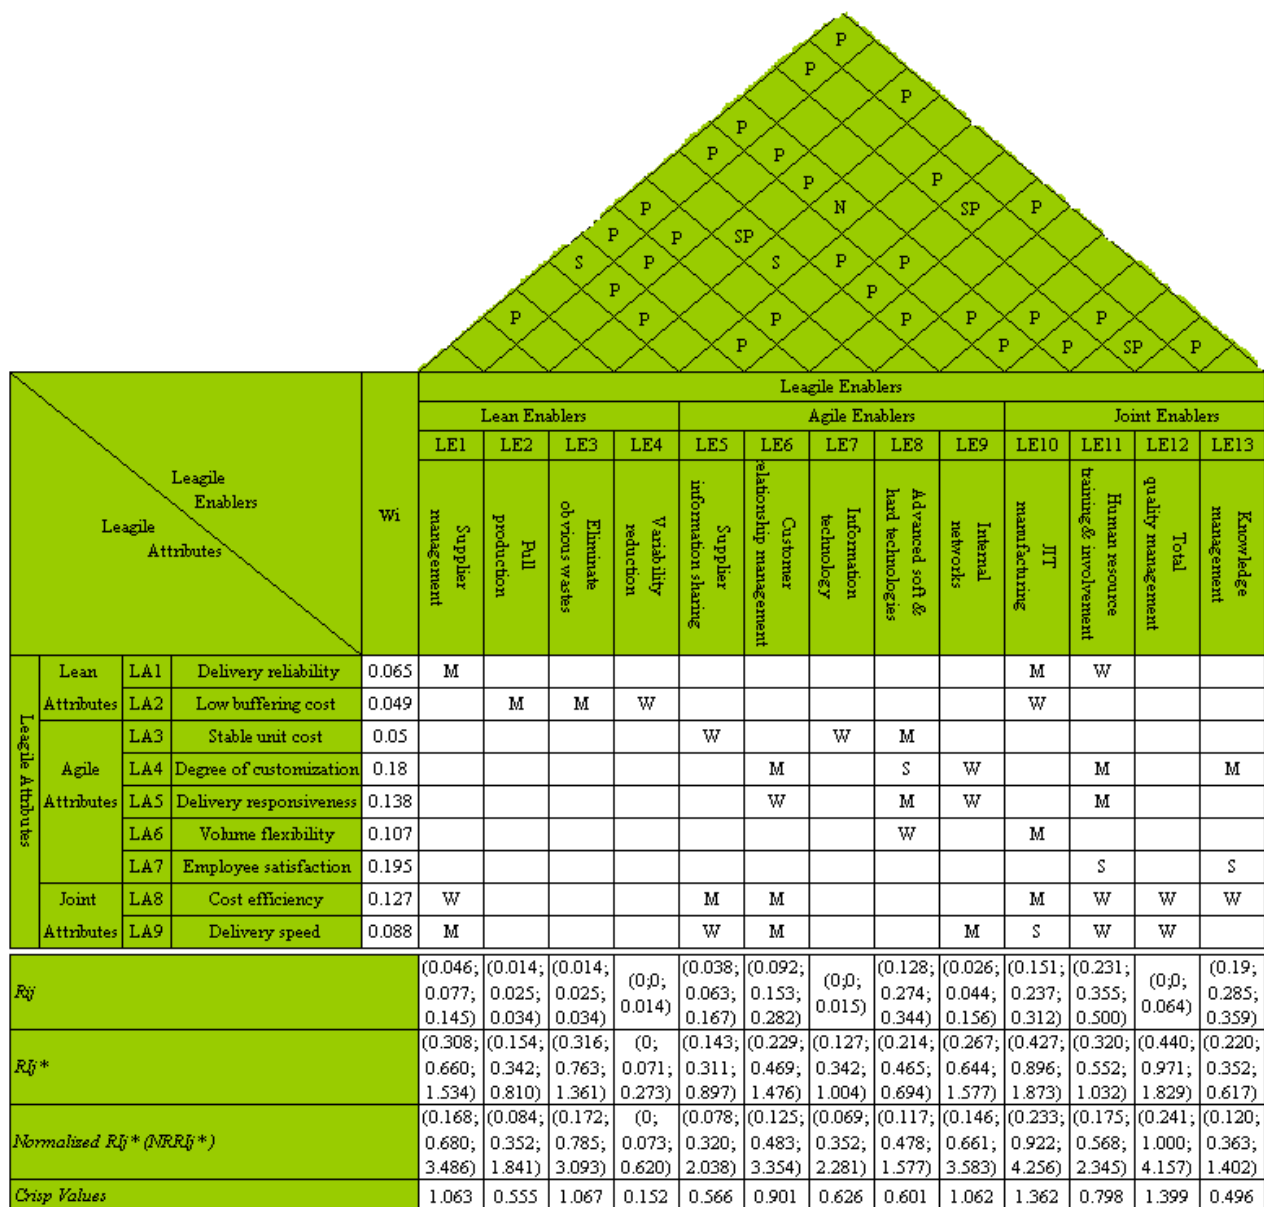 P
P
P
P
P P
P P
P N SP P
P P SP
S P S P P
P P
P P P P P P P
P P P SP P
Leagile Enablers
Lean Enablers Agile Enablers Joint Enablers
LE1 LE2 LE3 LE4 LE5 LE6 LE7 LE8 LE9 LE10 LE11 LE12 LE13
Leagile
Enablers
Leagile
Attributes
Wi
Supplier
management
Pull
production
Eliminate
obvious wastes
Variability
reduction
Supplier
information sharing
Customer
relationship management
Information
technology
Advanced soft &
hard technologies
Internal
networks
JIT
manufacturing
Human resource
training& involvement
Total
quality management
Knowledge
management
Leagile Attributes
Lean
Attributes
LA1 Delivery reliability 0.065 M M W
LA2 Low buffering cost 0.049 M M W W
Agile
Attributes
LA3 Stable unit cost 0.05 W W M
LA4 Degree of customization 0.18 M S W M M
LA5 Delivery responsiveness 0.138 W M W M
LA6 Volume flexibility 0.107 W M
LA7 Employee satisfaction 0.195 S S
Joint
Attributes
LA8 Cost efficiency 0.127 W M M M W W W
LA9 Delivery speed 0.088 M W M M S W W
Rij
(0.046; 0.077; 0.145)
(0.014; 0.025; 0.034)
(0.014; 0.025; 0.034)
(0;0; 0.014)
(0.038; 0.063; 0.167)
(0.092; 0.153; 0.282)
(0;0; 0.015)
(0.128; 0.274; 0.344)
(0.026; 0.044; 0.156)
(0.151; 0.237; 0.312)
(0.231; 0.355; 0.500)
(0;0; 0.064)
(0.19; 0.285; 0.359)
RIj*
(0.308; 0.660; 1.534)
(0.154; 0.342; 0.810)
(0.316; 0.763; 1.361)
(0; 0.071; 0.273)
(0.143; 0.311; 0.897)
(0.229; 0.469; 1.476)
(0.127; 0.342; 1.004)
(0.214; 0.465; 0.694)
(0.267; 0.644; 1.577)
(0.427; 0.896; 1.873)
(0.320; 0.552; 1.032)
(0.440; 0.971; 1.829)
(0.220; 0.352; 0.617)
Normalized RIj* (NRRIj*)
(0.168; 0.680; 3.486)
(0.084; 0.352; 1.841)
(0.172; 0.785; 3.093)
(0; 0.073; 0.620)
(0.078; 0.320; 2.038)
(0.125; 0.483; 3.354)
(0.069; 0.352; 2.281)
(0.117; 0.478; 1.577)
(0.146; 0.661; 3.583)
(0.233; 0.922; 4.256)
(0.175; 0.568; 2.345)
(0.241; 1.000; 4.157)
(0.120; 0.363; 1.402)
Crisp Values 1.063 0.555 1.067 0.152 0.566 0.901 0.626 0.601 1.062 1.362 0.798 1.399 0.496